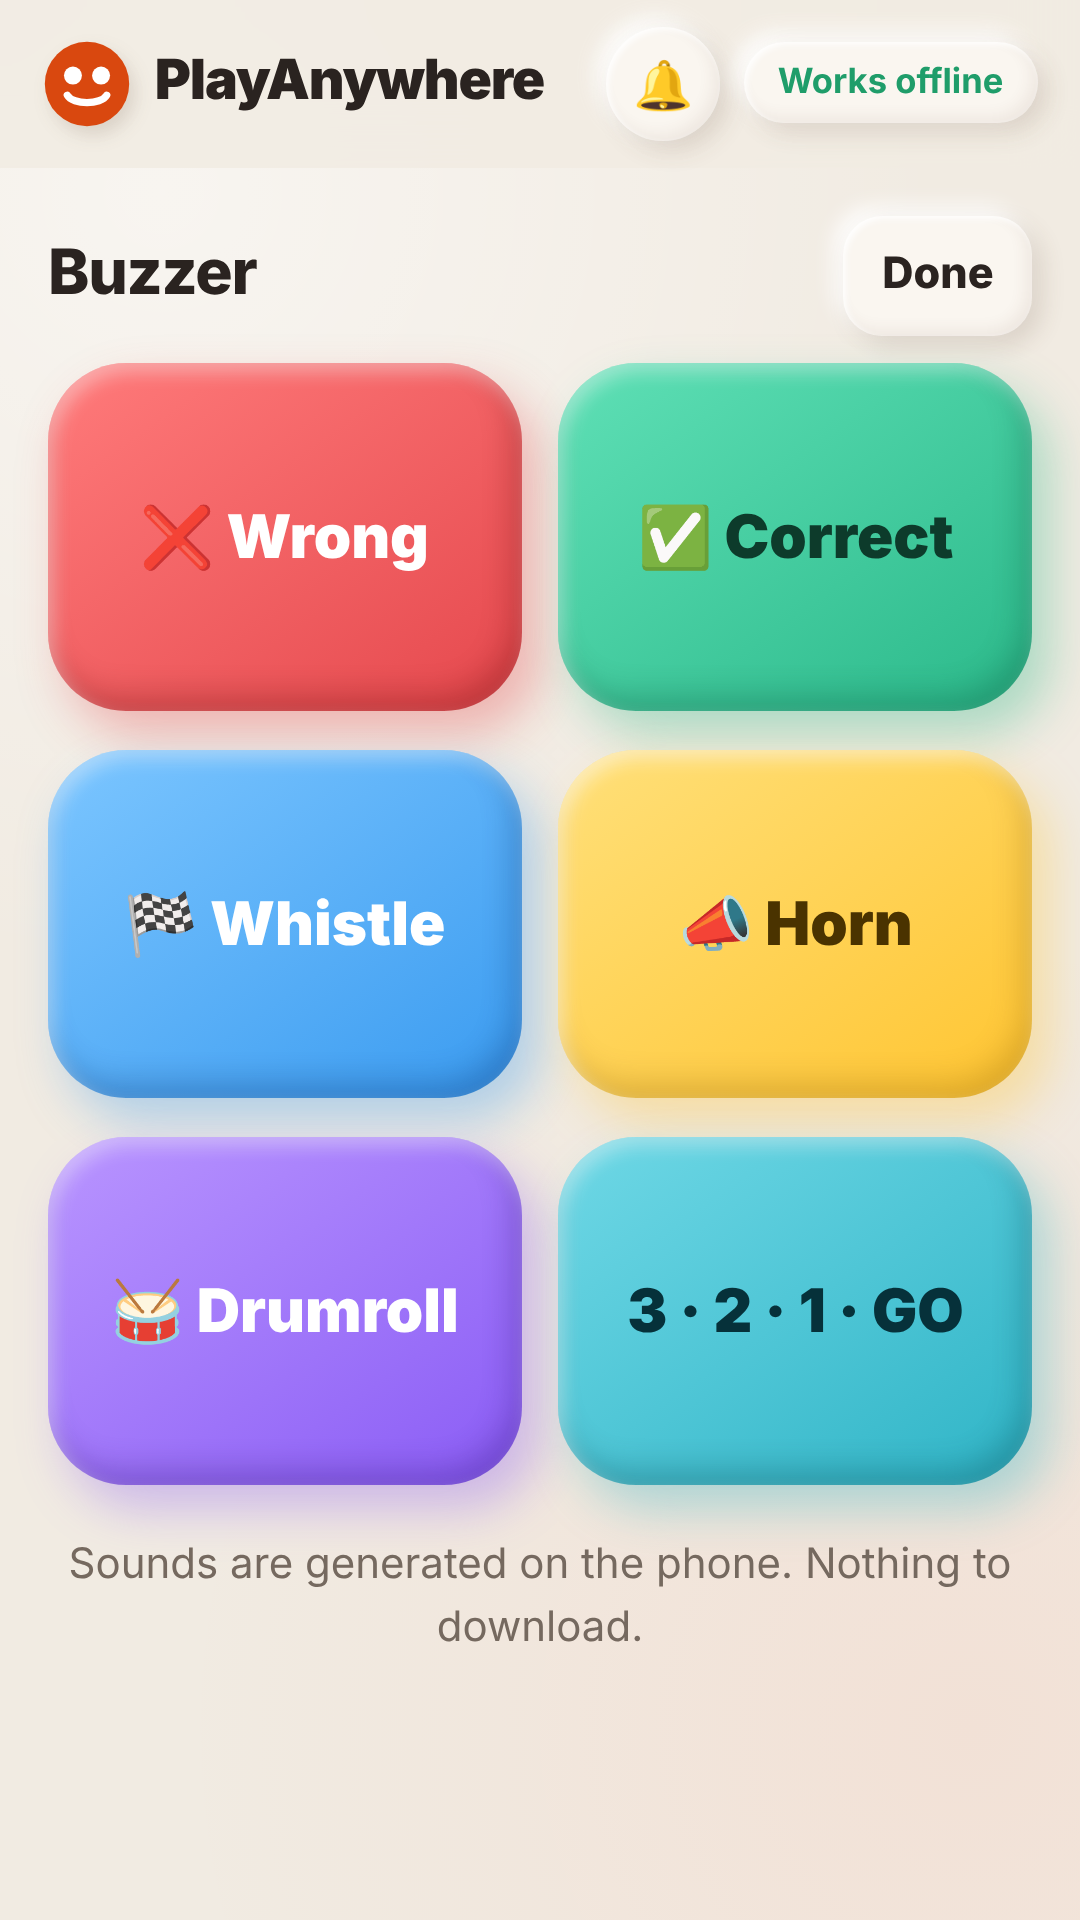 PlayAnywhere
Works offline
Buzzer
Done
Wrong
Correct
Whistle
Horn
Drumroll
3 · 2 · 1 · GO
Sounds are generated on the phone. Nothing to
download.